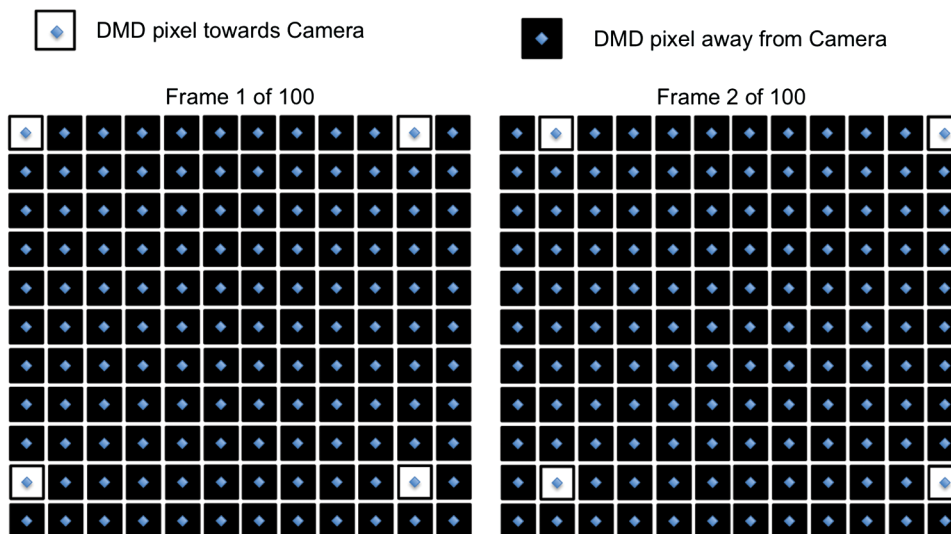 DMD pixel towards Camera
DMD pixel away from Camera
Frame 1 of 100
Frame 2 of 100